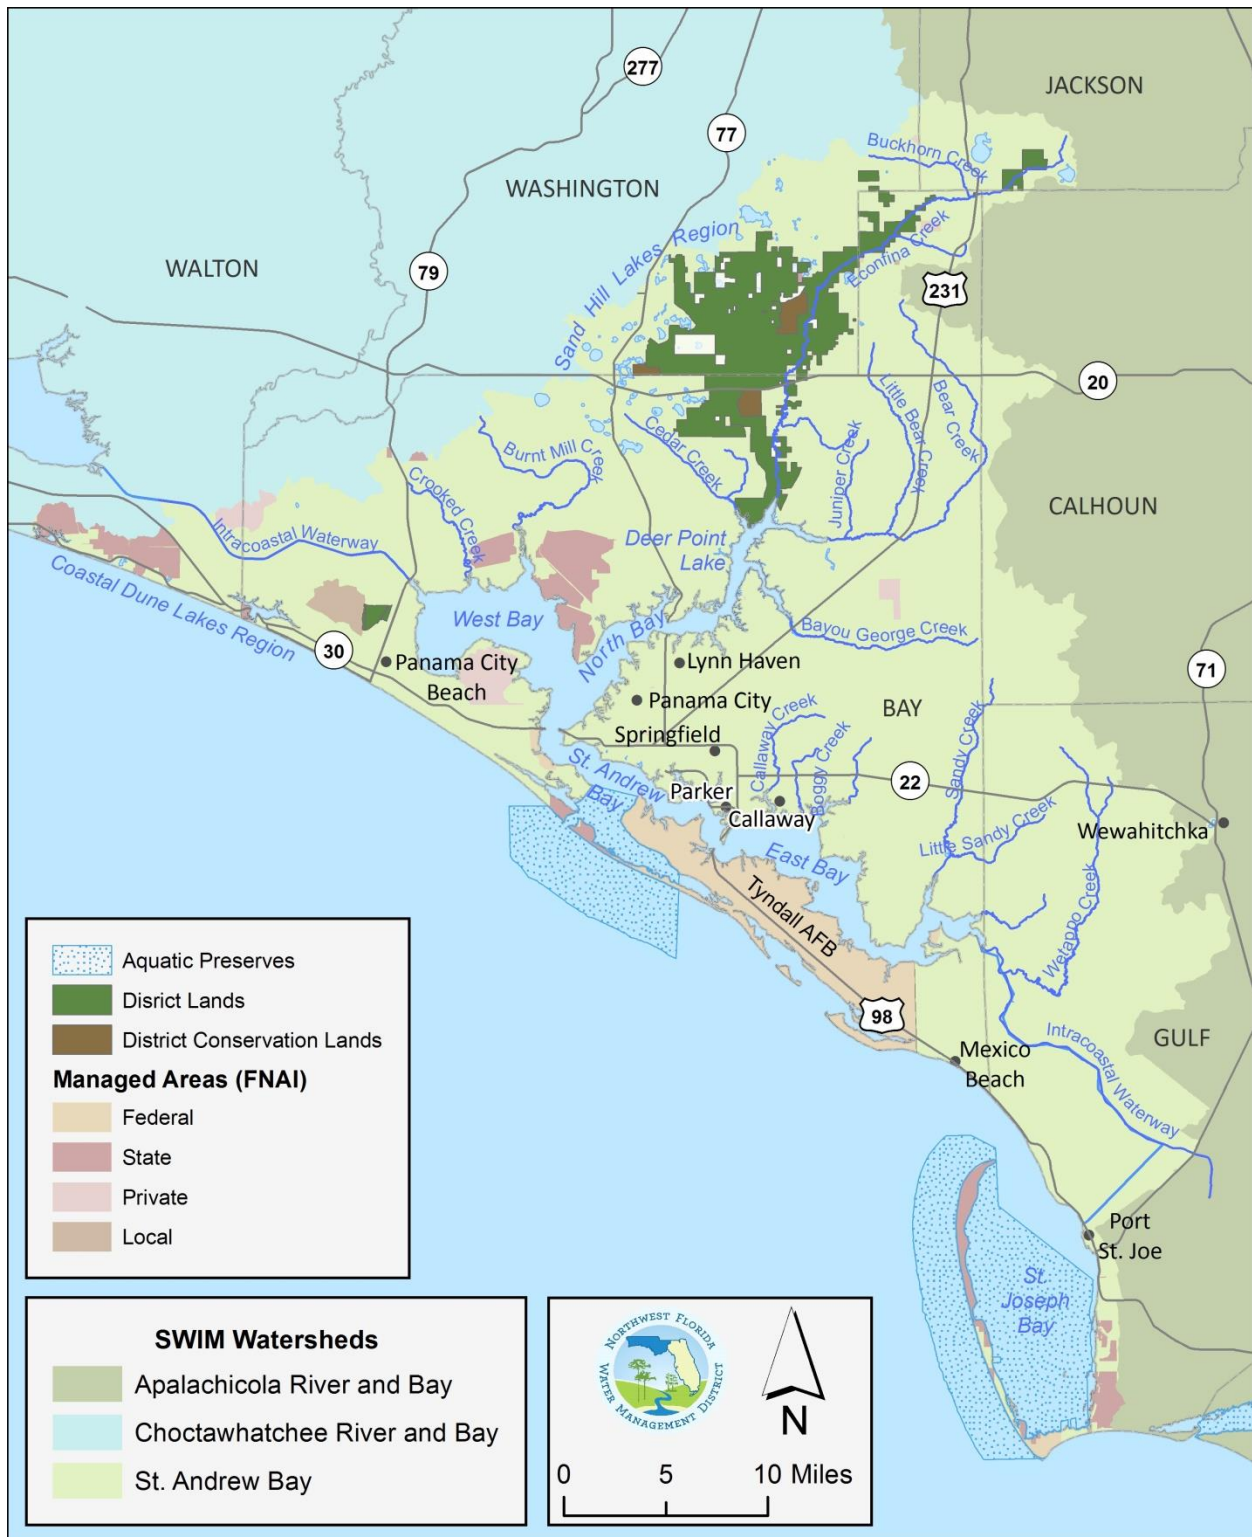 JACKSON
277
77
Buckhorn Creek
WASHINGTON
Sand Hill Lakes Region
Econfina Creek
WALTON
79
231
20
Little Bear Creek
Bear Creek
Cedar Creek
Juniper Creek
Burnt Mill
Creek
Crooked Creek
CALHOUN
Intracoastal Waterway
Deer Point
Lake
Coastal Dune Lakes Region
West Bay
North Bay
Bayou George Creek
30
Panama City
Beach
Lynn Haven
71
Panama City
BAY
Springfield
Callaway Creek
Boggy Creek
Sandy Creek
St. Andrew
Bay
22
Parker
Callaway
Little Sandy Creek
Wewahitchka
East Bay
Tyndall AFB
Wetappo Creek
98
GULF
Mexico
Beach
Intracoastal Waterway
Port
St. Joe
St.
Joseph
Bay
Aquatic Preserves
Disrict Lands
District Conservation Lands
Managed Areas (FNAI)
Federal
State
Private
Local
SWIM Watersheds
Apalachicola River and Bay
Choctawhatchee River and Bay
St. Andrew Bay
NORTHWEST FLORIDA
WATER MANAGEMENT DISTRICT
N
0 5 10 Miles